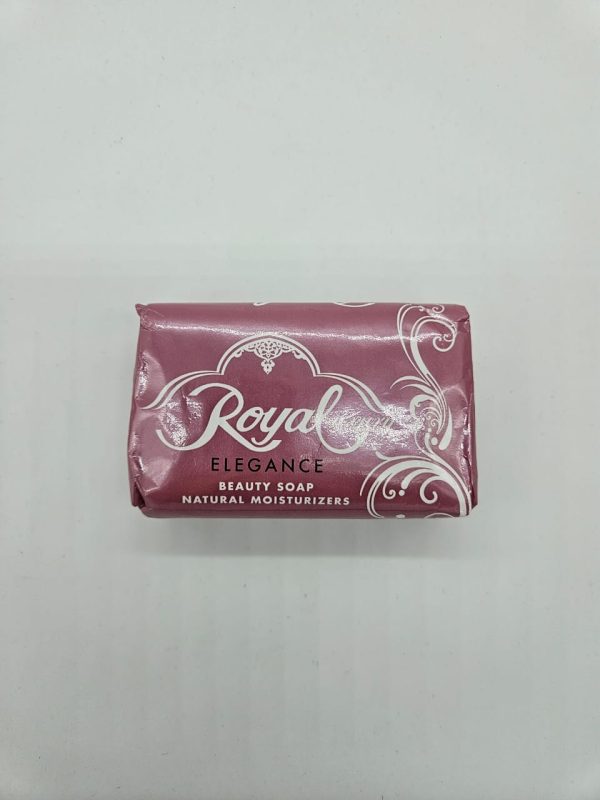 Royal
ELEGANCE
BEAUTY SOAP
NATURAL MOISTURIZERS